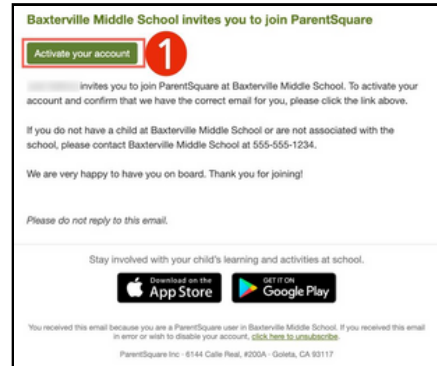 Baxterville Middle School invites you to join ParentSquare
Activate your account
1
invites you to join ParentSquare at Baxterville Middle School. To activate your
account and confirm that we have the correct email for you, please click the link above.
If you do not have a child at Baxterville Middle School or are not associated with the
school, please contact Baxterville Middle School at 555-555-1234.
We are very happy to have you on board. Thank you for joining!
Please do not reply to this email.
Stay involved with your child's learning and activities at school.
Download on the
App Store
GET IT ON
Google Play
You received this email because you are a ParentSquare user in Baxterville Middle School. If you received this email
in error or wish to disable your account, click here to unsubscribe.
ParentSquare Inc · 6144 Calle Real, #200A · Goleta, CA 93117